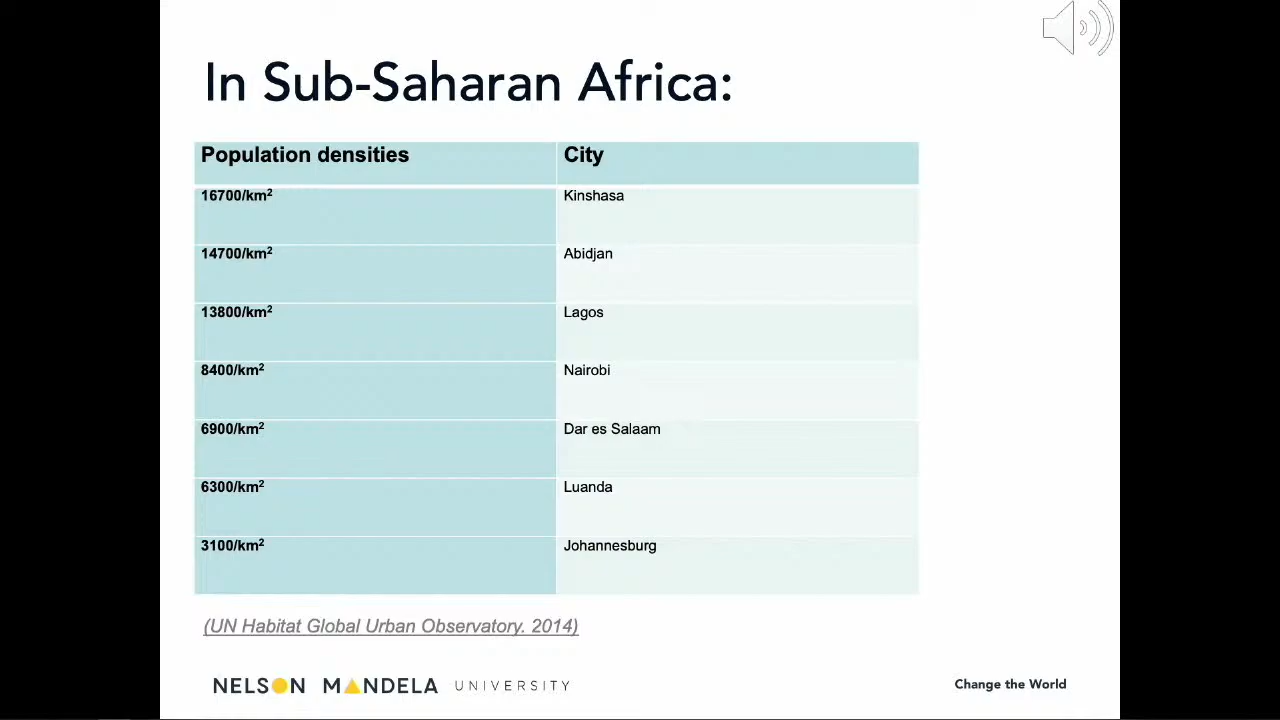 In Sub-Saharan Africa:
Population densities City
16700/km² Kinshasa
14700/km² Abidjan
13800/km² Lagos
8400/km² Nairobi
6900/km² Dar es Salaam
6300/km² Luanda
3100/km² Johannesburg
(UN Habitat Global Urban Observatory. 2014)
NELSON MANDELA UNIVERSITY Change the World